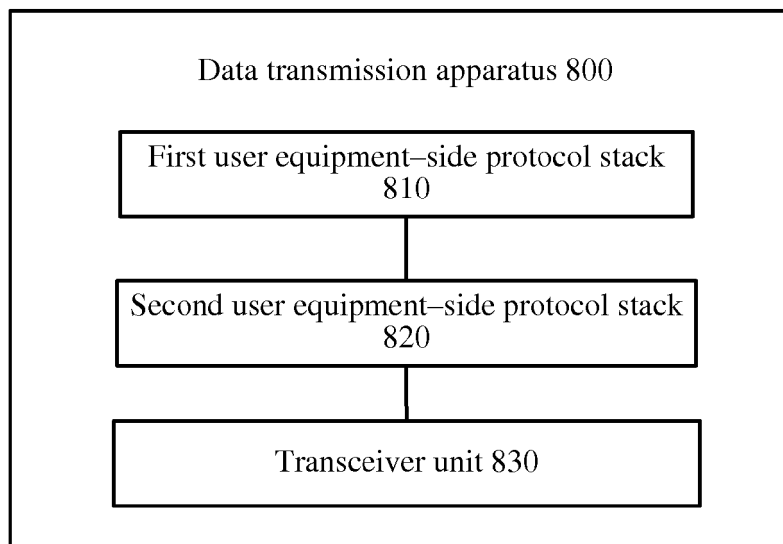 Data transmission apparatus 800
First user equipment–side protocol stack
810
Second user equipment–side protocol stack
820
Transceiver unit 830